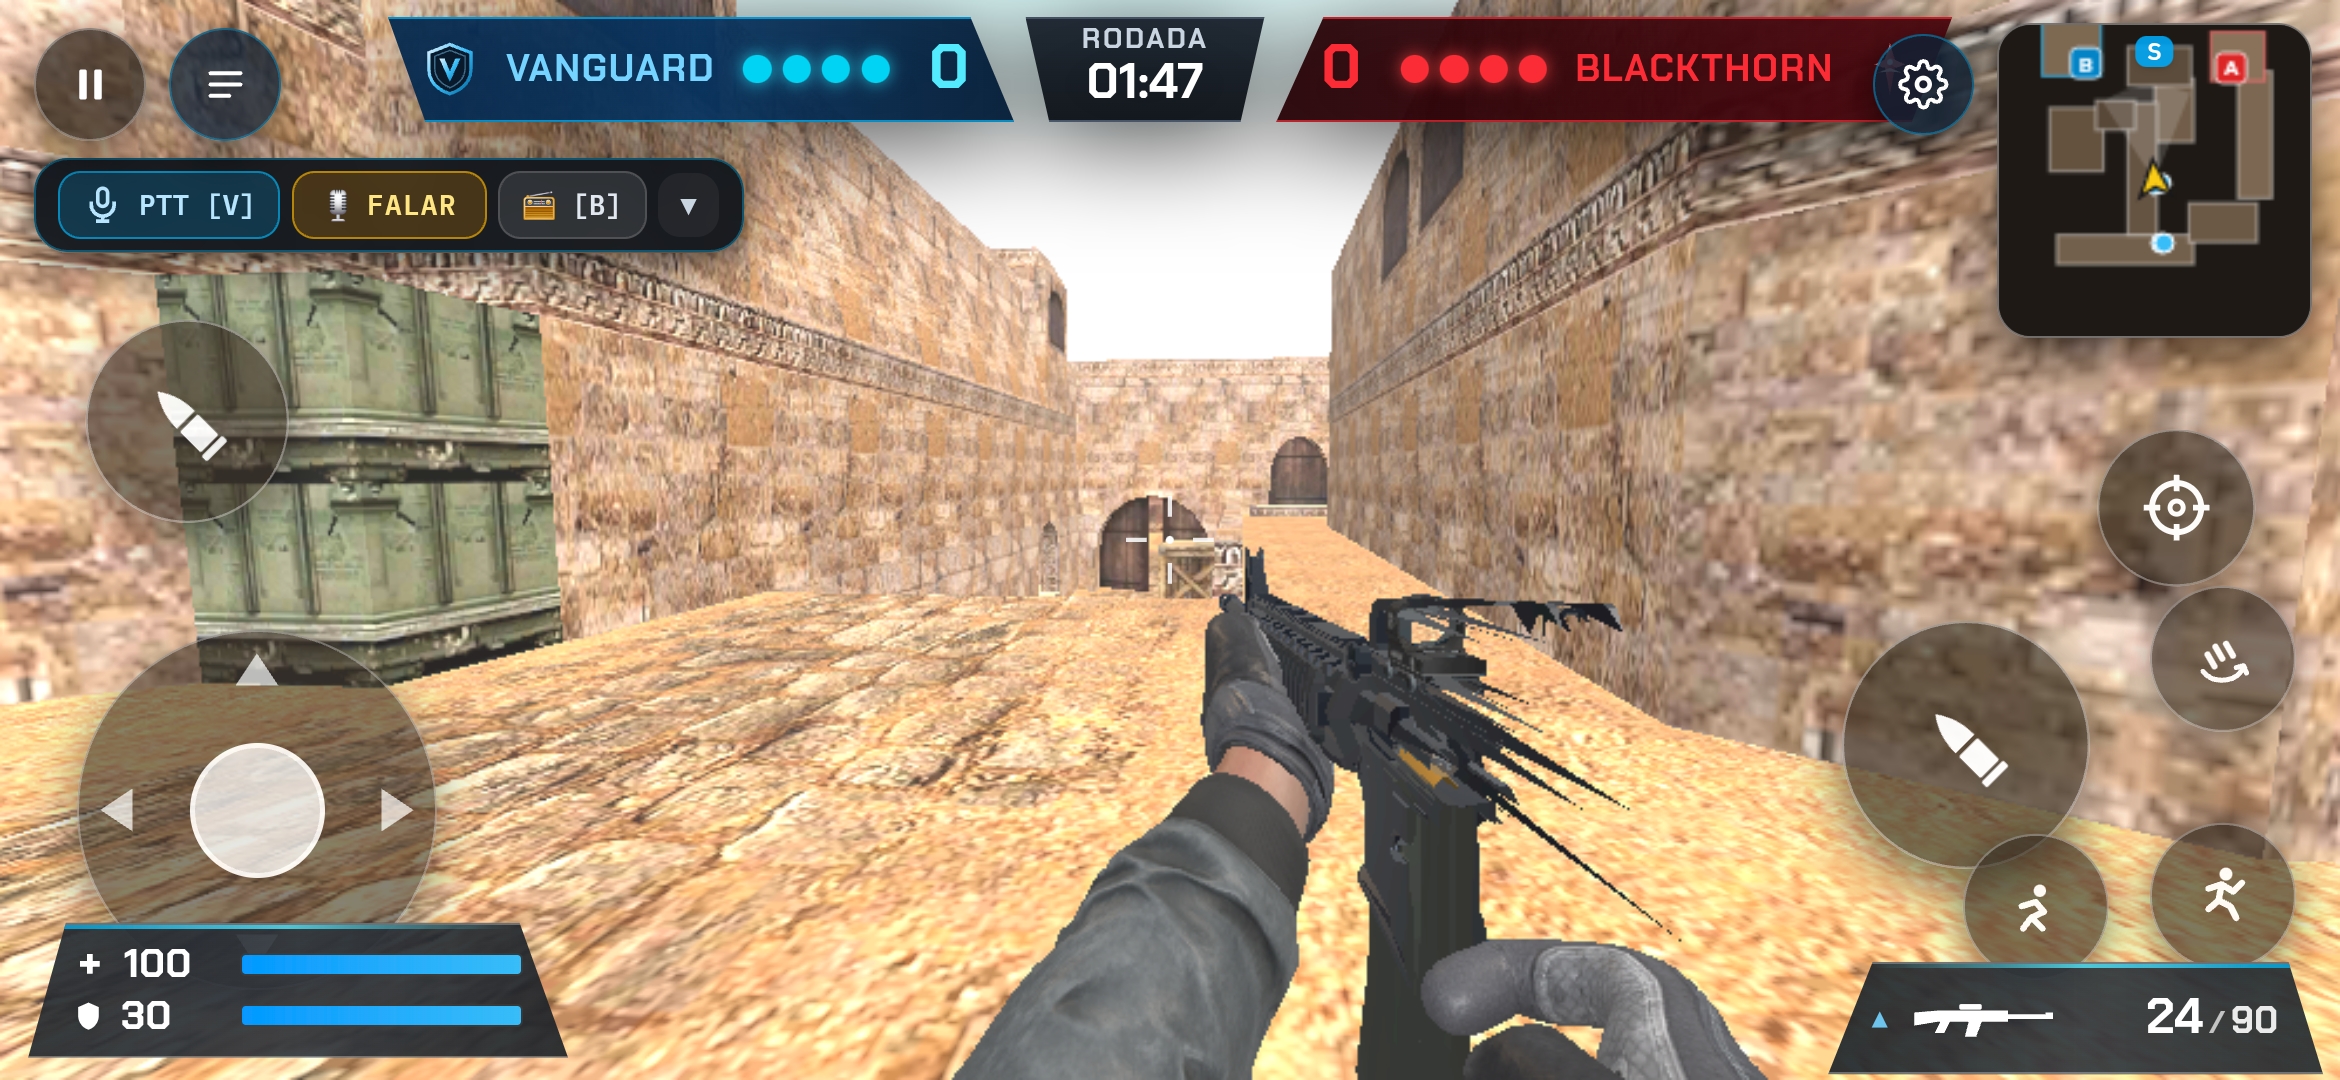 VANGUARD 0
RODADA
01:47
0 BLACKTHORN
B S A
PTT [V] FALAR [B]
100
30
24/90